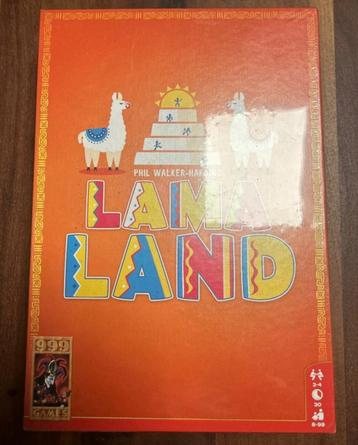 PHIL WALKER-HARDING
LAMA
LAND
999
GAMES
2-4
30
8-99